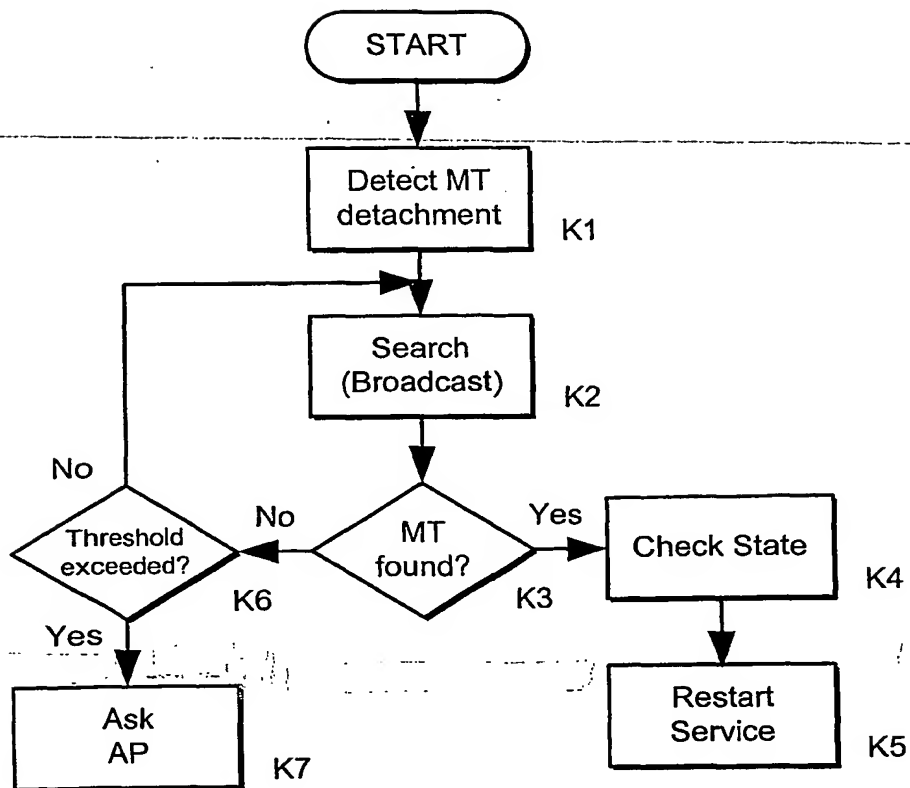 START
Detect MT
detachment
K1
Search
(Broadcast)
K2
No
Threshold
exceeded?
K6
No
MT
found?
K3
Yes
Check State
K4
Yes
Ask
AP
K7
Restart
Service
K5